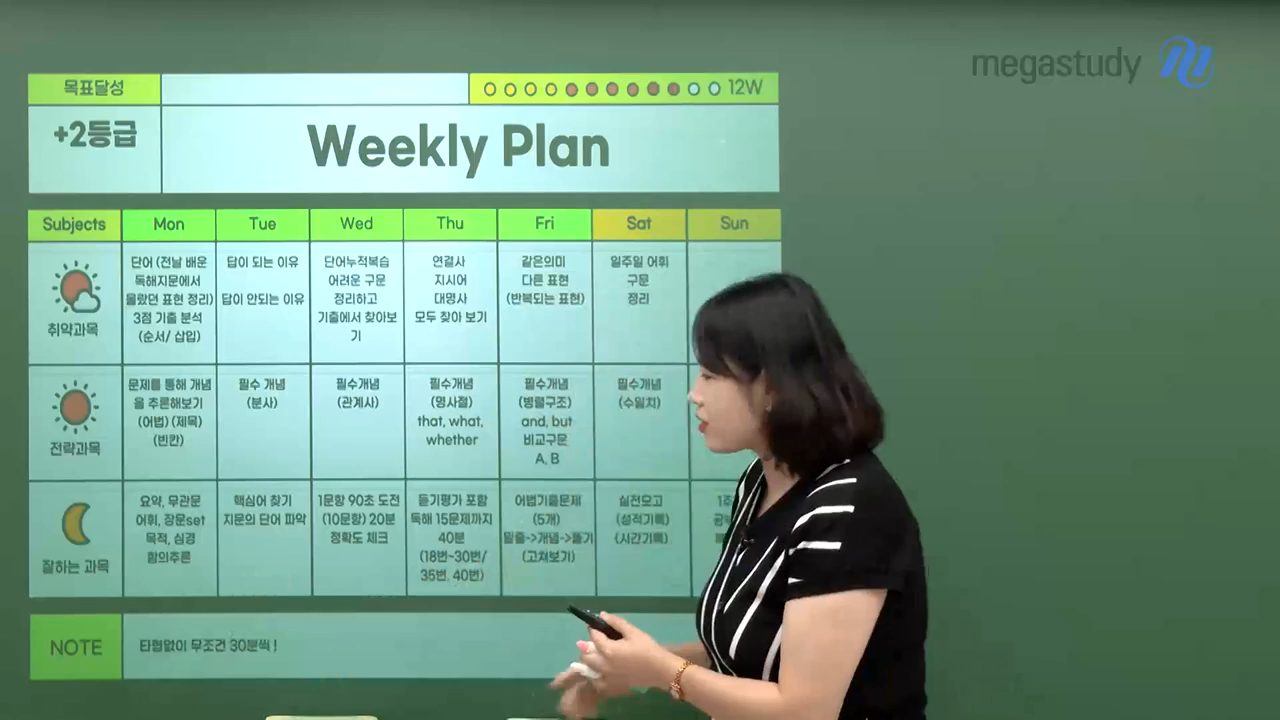 megastudy
목표달성
12W
+2등급
Weekly Plan
Subjects Mon Tue Wed Thu Fri Sat Sun
취약과목
단어 (전날 배운
독해지문에서
몰랐던 표현 정리)
3점 기출 분석
(순서/ 삽입)
답이 되는 이유
답이 안되는 이유
단어누적복습
어려운 구문
정리하고
기출에서 찾아보
기
연결사
지시어
대명사
모두 찾아 보기
같은의미
다른 표현
(반복되는 표현)
일주일 어휘
구문
정리
전략과목
문제를 통해 개념
을 추론해보기
(어법) (제목)
(빈칸)
필수 개념
(분사)
필수개념
(관계사)
필수개념
(명사절)
that, what,
whether
필수개념
(병렬구조)
and, but
비교구문
A, B
필수개념
(수일치)
잘하는 과목
요약, 무관문
어휘, 장문set
목적, 심경
함의추론
핵심어 찾기
지문의 단어 파악
1문항 90초 도전
(10문항) 20분
정확도 체크
듣기평가 포함
독해 15문제까지
40분
(18번~30번/
35번, 40번)
어법기출문제
(5개)
밑줄->개념->풀기
(고쳐보기)
실전모고
(성적기록)
(시간기록)
NOTE
타협없이 무조건 30분씩 !